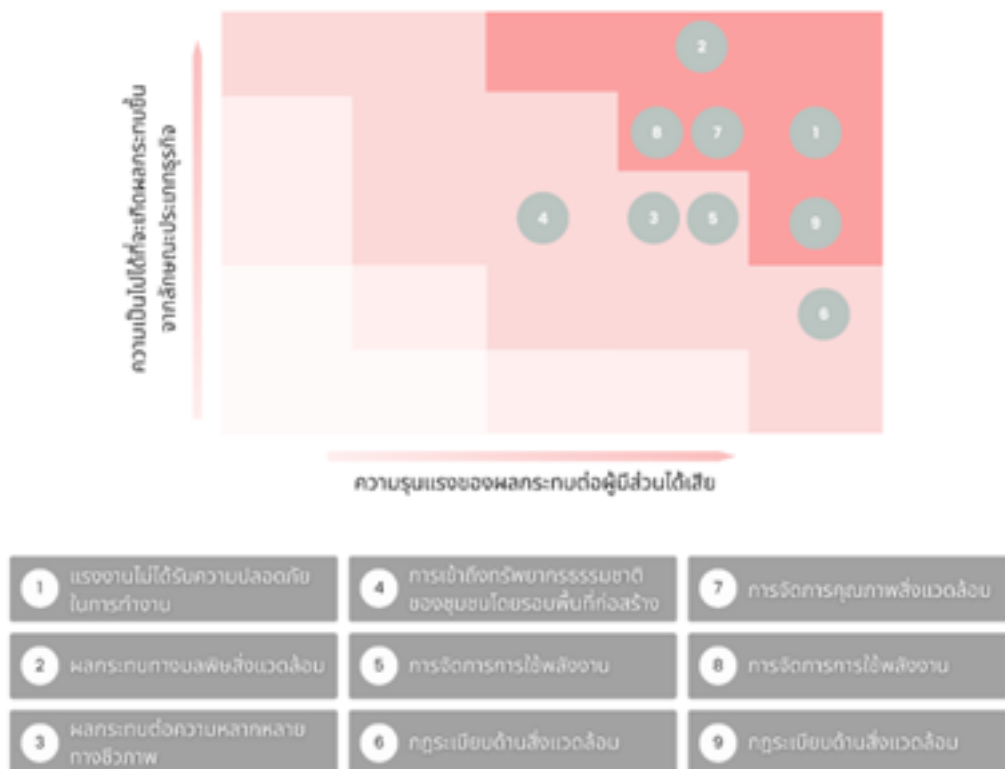 ความเป็นไปได้ที่จะเกิดผลกระทบขึ้น
จากลักษณะประเภทธุรกิจ
2
8
7
1
4
3
5
9
6
ความรุนแรงของผลกระทบต่อผู้มีส่วนได้เสีย
1 แรงงานไม่ได้รับความปลอดภัย
ในการทำงาน
4 การเข้าถึงทรัพยากรธรรมชาติ
ของชุมชนโดยรอบพื้นที่ก่อสร้าง
7 การจัดการคุณภาพสิ่งแวดล้อม
2 ผลกระทบทางมลพิษสิ่งแวดล้อม
5 การจัดการการใช้พลังงาน
8 การจัดการการใช้พลังงาน
3 ผลกระทบต่อความหลากหลาย
ทางชีวภาพ
6 กฎระเบียบด้านสิ่งแวดล้อม
9 กฎระเบียบด้านสิ่งแวดล้อม